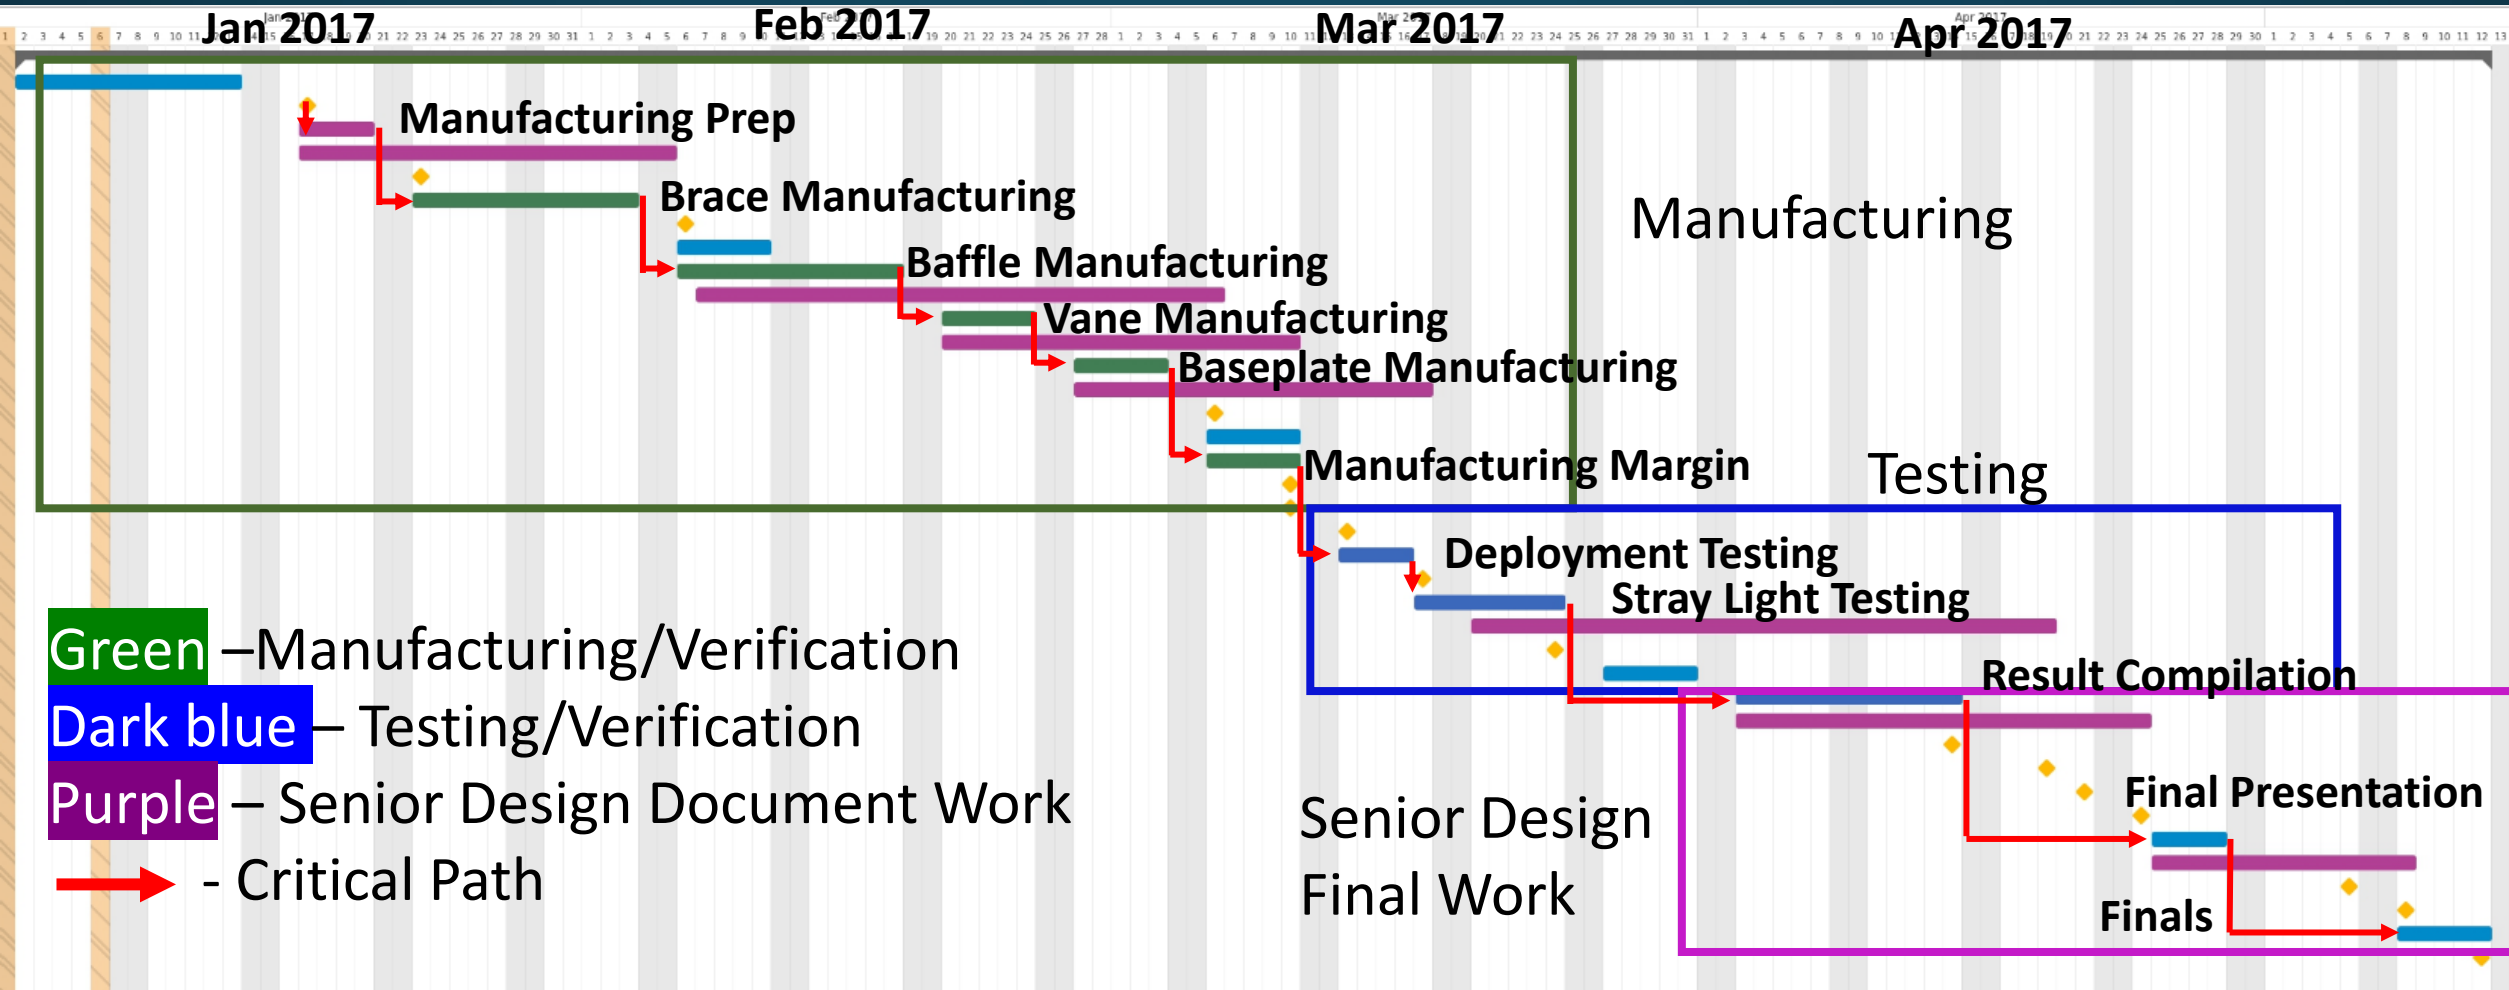 Jan 2017 Feb 2017 Mar 2017 Apr 2017
Manufacturing Prep
Brace Manufacturing
Manufacturing
Baffle Manufacturing
Vane Manufacturing
Baseplate Manufacturing
Manufacturing Margin
Testing
Deployment Testing
Stray Light Testing
Green –Manufacturing/Verification
Result Compilation
Dark blue – Testing/Verification
Purple – Senior Design Document Work
Final Presentation
Senior Design
Final Work
- Critical Path
Finals